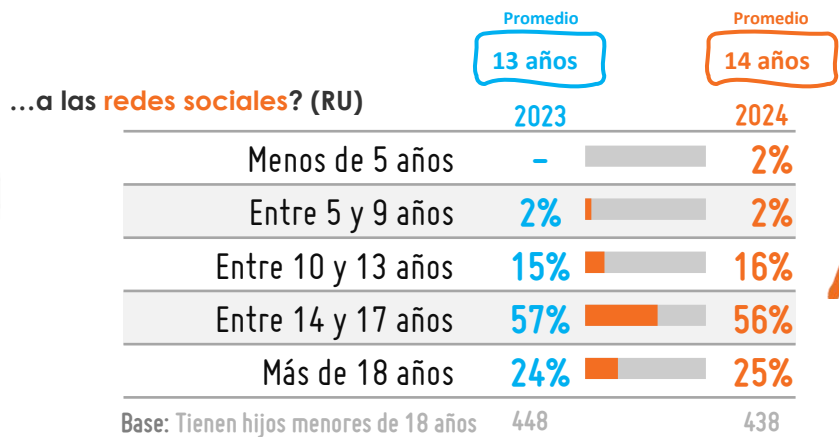 Promedio Promedio
13 años 14 años
…a las redes sociales? (RU)
2023 2024
Menos de 5 años – 2%
Entre 5 y 9 años 2% 2%
Entre 10 y 13 años 15% 16%
Entre 14 y 17 años 57% 56%
Más de 18 años 24% 25%
Base: Tienen hijos menores de 18 años 448 438